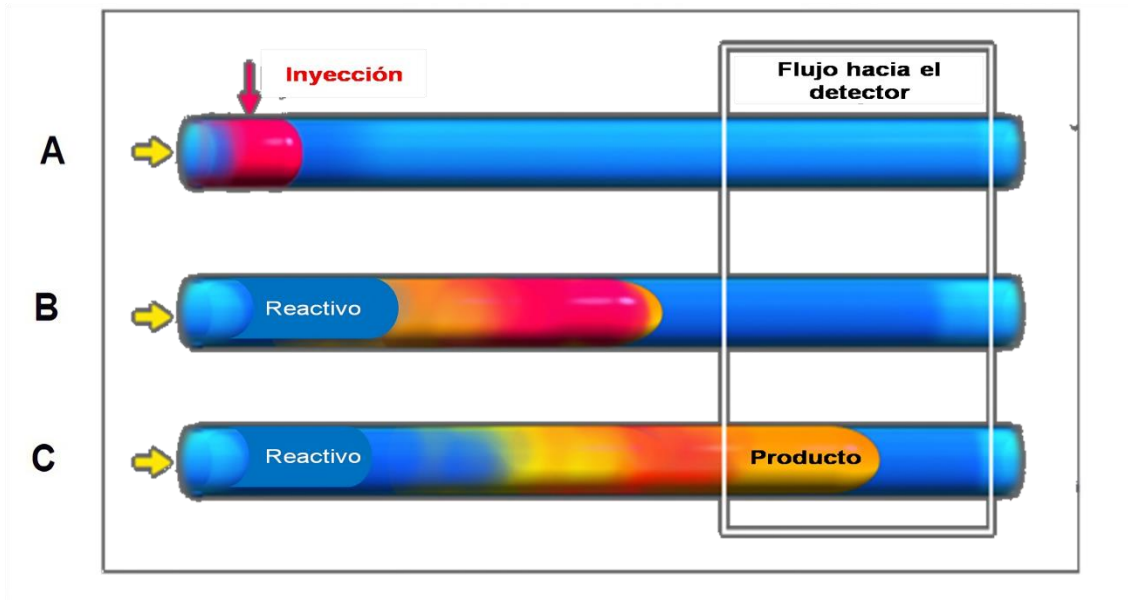 Inyección
Flujo hacia el
detector
A
B
Reactivo
C
Reactivo
Producto